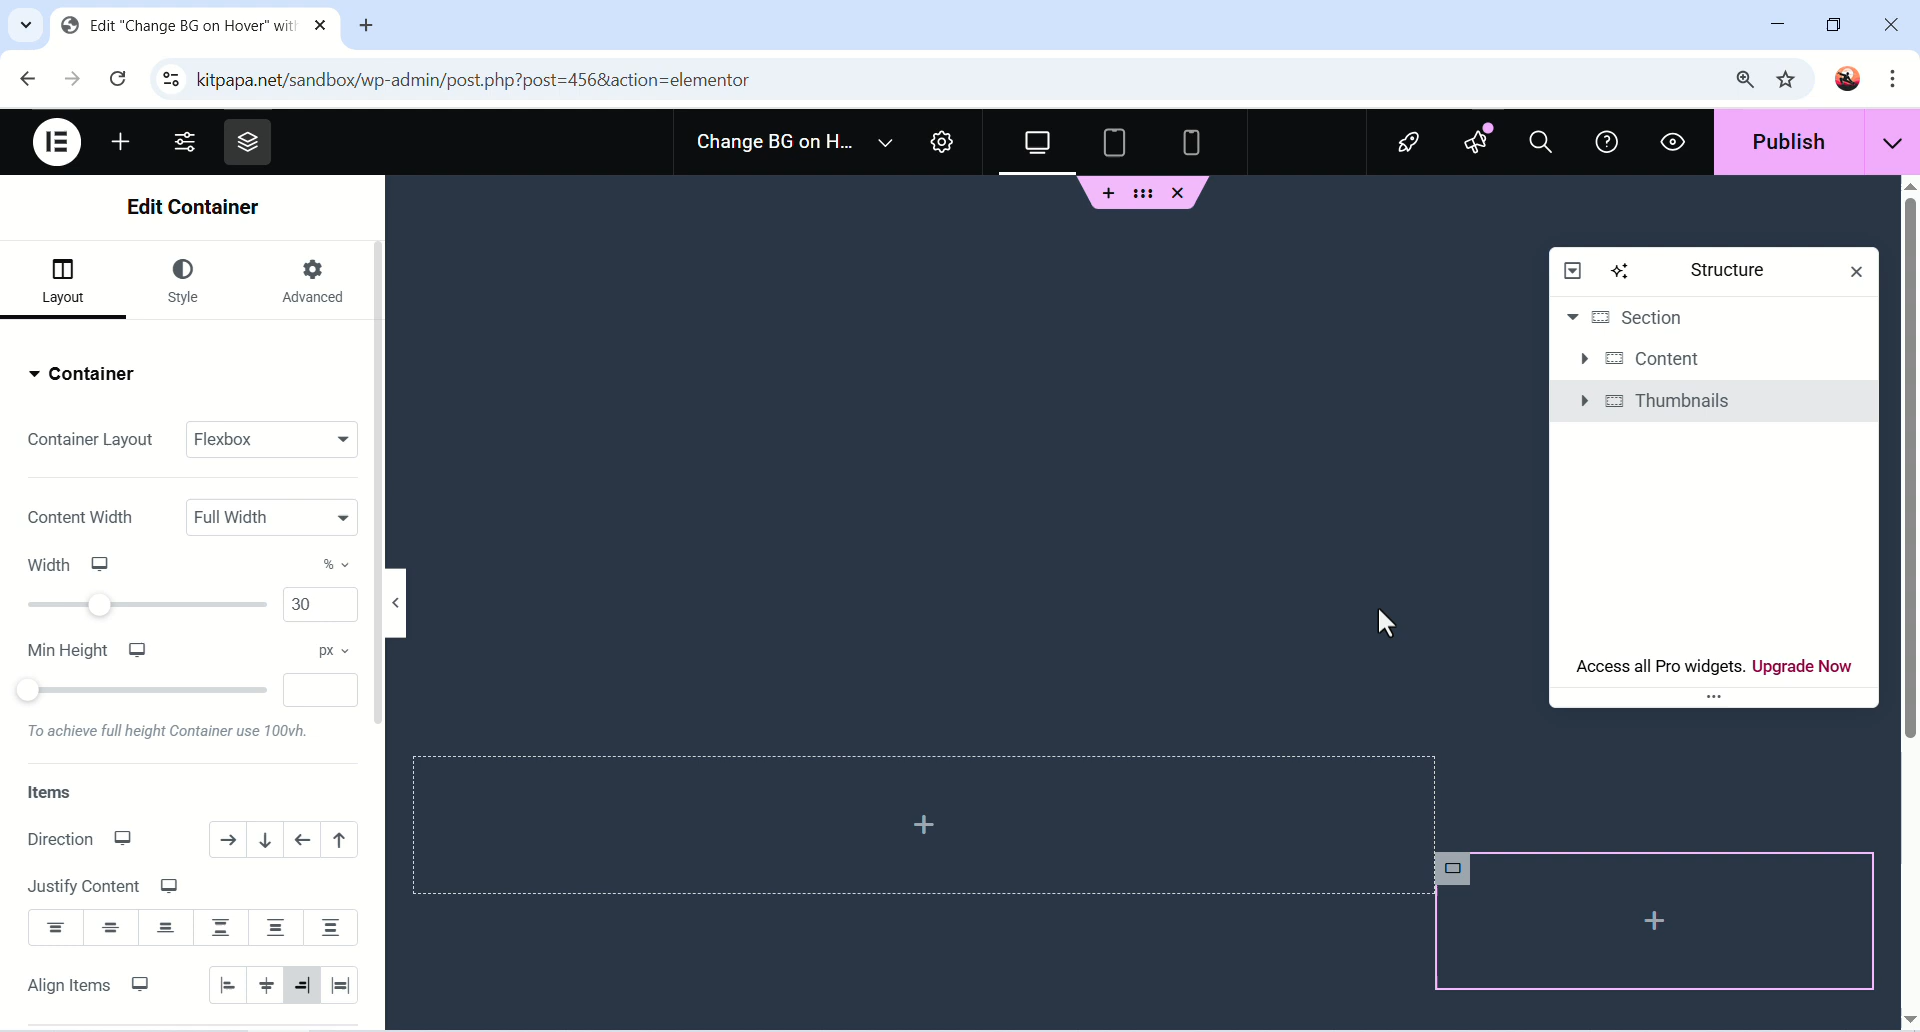 Edit "Change BG on Hover" with
kitpapa.net/sandbox/wp-admin/post.php?post=456&action=elementor
Change BG on H...
Publish
Edit Container
Layout
Style
Advanced
Container
Container Layout
Flexbox
Content Width
Full Width
Width
%
30
Min Height
px
To achieve full height Container use 100vh.
Items
Direction
Justify Content
Align Items
Structure
Section
Content
Thumbnails
Access all Pro widgets. Upgrade Now